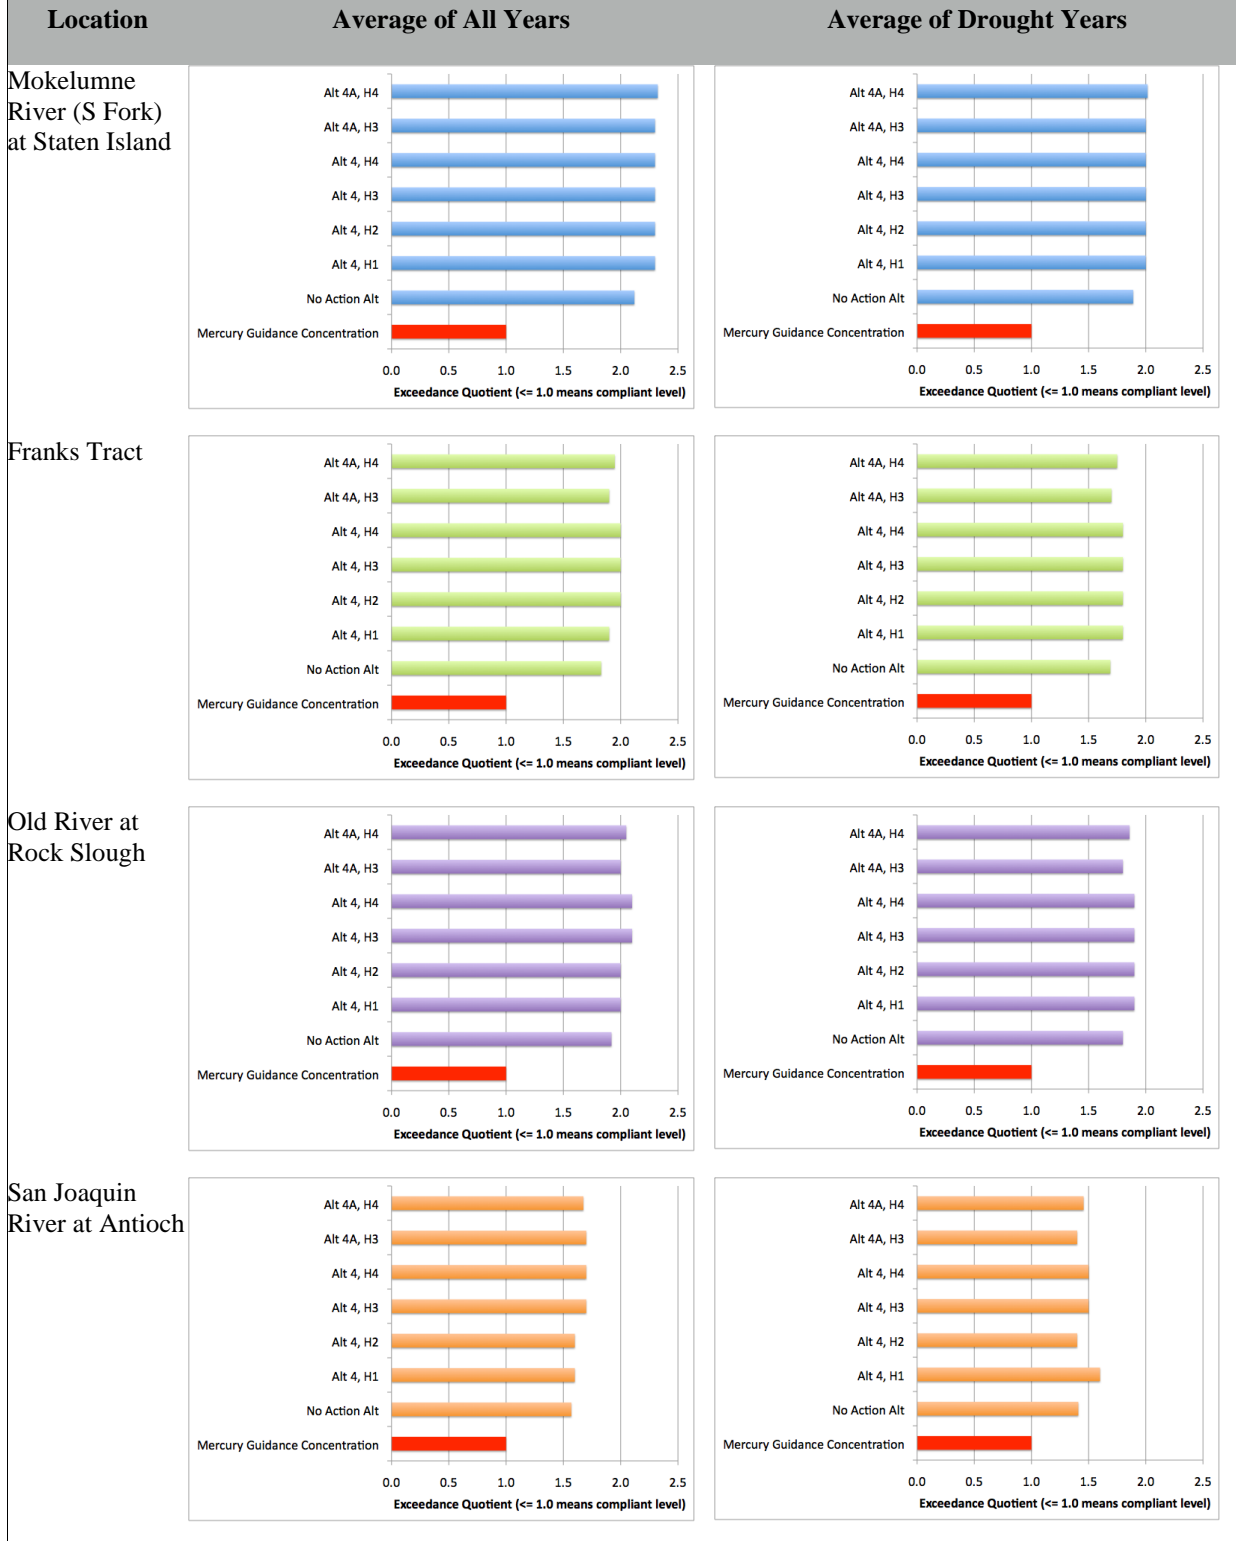 Location Average of All Years Average of Drought Years
Mokelumne
River (S Fork)
at Staten Island
Alt 4A, H4
Alt 4A, H3
Alt 4, H4
Alt 4, H3
Alt 4, H2
Alt 4, H1
No Action Alt
Mercury Guidance Concentration
0.0 0.5 1.0 1.5 2.0 2.5
Exceedance Quotient (<= 1.0 means compliant level)
Alt 4A, H4
Alt 4A, H3
Alt 4, H4
Alt 4, H3
Alt 4, H2
Alt 4, H1
No Action Alt
Mercury Guidance Concentration
0.0 0.5 1.0 1.5 2.0 2.5
Exceedance Quotient (<= 1.0 means compliant level)
Franks Tract
Alt 4A, H4
Alt 4A, H3
Alt 4, H4
Alt 4, H3
Alt 4, H2
Alt 4, H1
No Action Alt
Mercury Guidance Concentration
0.0 0.5 1.0 1.5 2.0 2.5
Exceedance Quotient (<= 1.0 means compliant level)
Alt 4A, H4
Alt 4A, H3
Alt 4, H4
Alt 4, H3
Alt 4, H2
Alt 4, H1
No Action Alt
Mercury Guidance Concentration
0.0 0.5 1.0 1.5 2.0 2.5
Exceedance Quotient (<= 1.0 means compliant level)
Old River at
Rock Slough
Alt 4A, H4
Alt 4A, H3
Alt 4, H4
Alt 4, H3
Alt 4, H2
Alt 4, H1
No Action Alt
Mercury Guidance Concentration
0.0 0.5 1.0 1.5 2.0 2.5
Exceedance Quotient (<= 1.0 means compliant level)
Alt 4A, H4
Alt 4A, H3
Alt 4, H4
Alt 4, H3
Alt 4, H2
Alt 4, H1
No Action Alt
Mercury Guidance Concentration
0.0 0.5 1.0 1.5 2.0 2.5
Exceedance Quotient (<= 1.0 means compliant level)
San Joaquin
River at Antioch
Alt 4A, H4
Alt 4A, H3
Alt 4, H4
Alt 4, H3
Alt 4, H2
Alt 4, H1
No Action Alt
Mercury Guidance Concentration
0.0 0.5 1.0 1.5 2.0 2.5
Exceedance Quotient (<= 1.0 means compliant level)
Alt 4A, H4
Alt 4A, H3
Alt 4, H4
Alt 4, H3
Alt 4, H2
Alt 4, H1
No Action Alt
Mercury Guidance Concentration
0.0 0.5 1.0 1.5 2.0 2.5
Exceedance Quotient (<= 1.0 means compliant level)